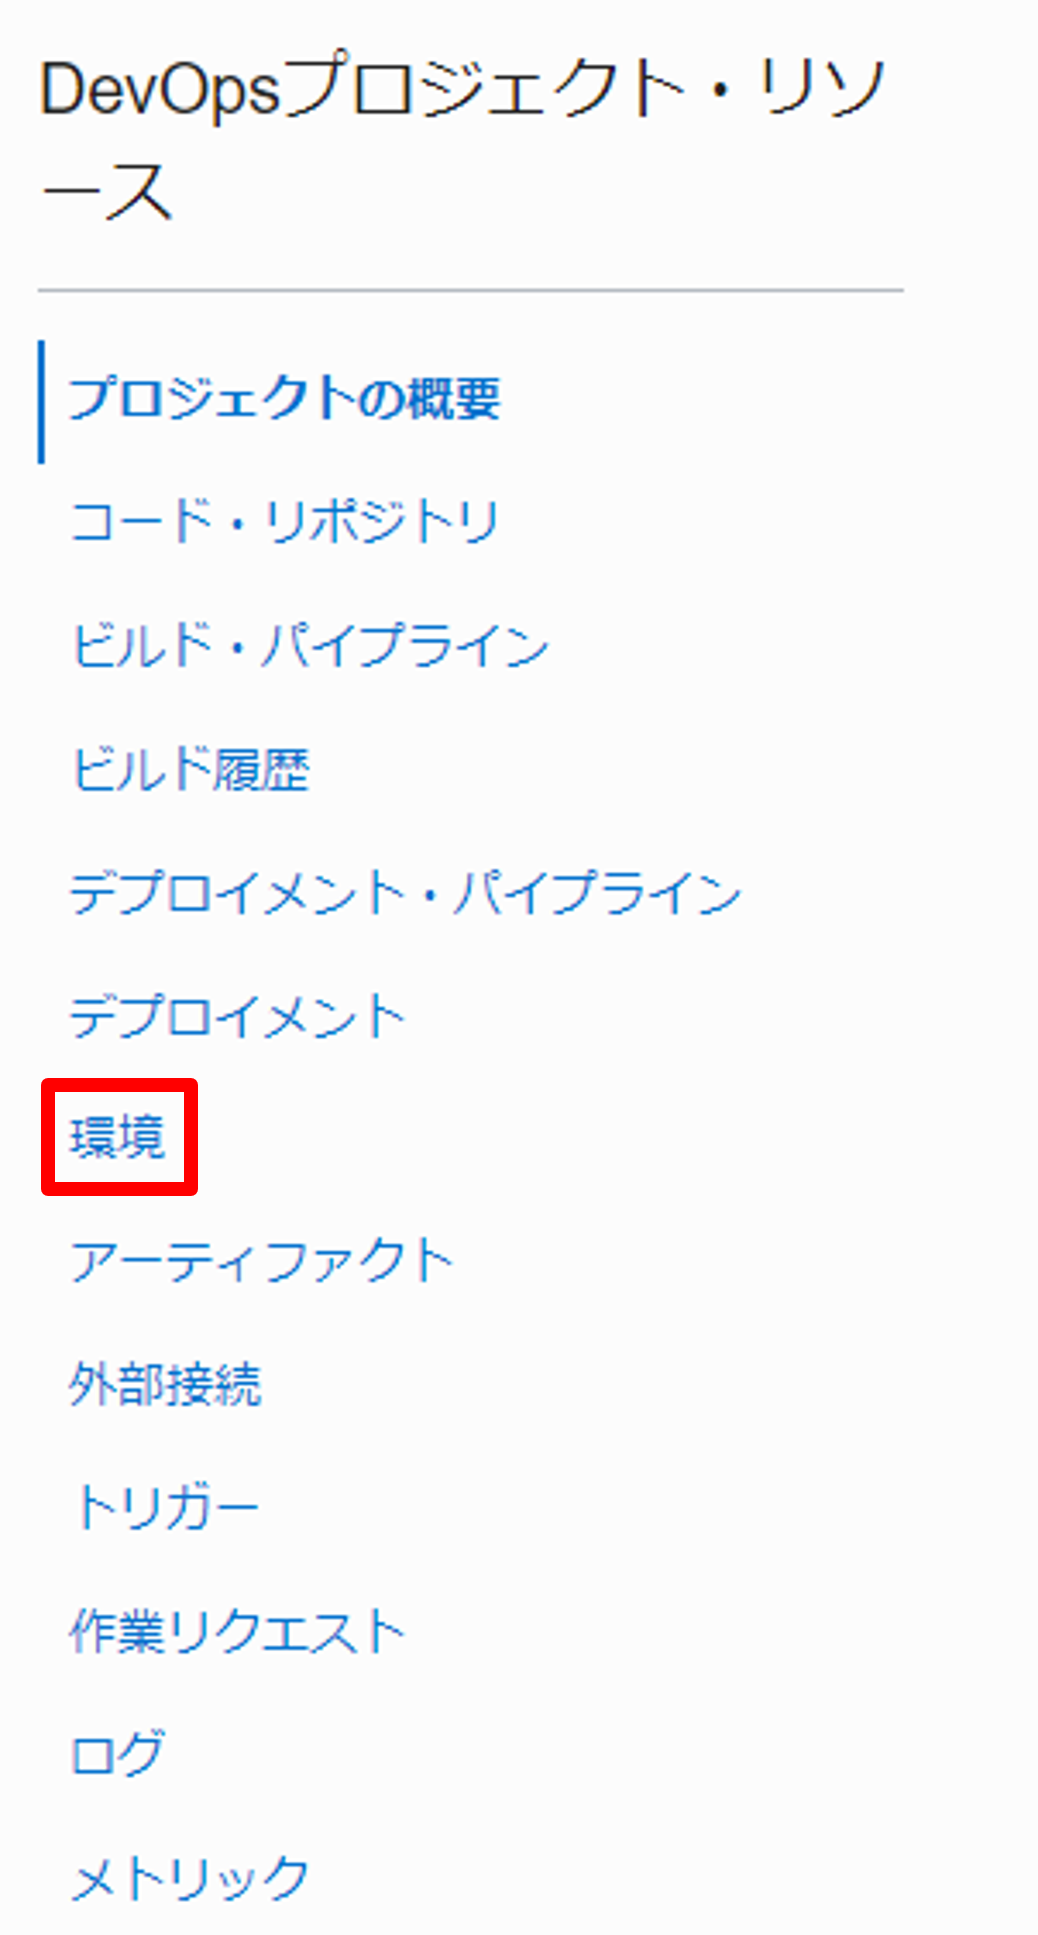 DevOpsプロジェクト・リソ
ース
プロジェクトの概要
コード・リポジトリ
ビルド・パイプライン
ビルド履歴
デプロイメント・パイプライン
デプロイメント
環境
アーティファクト
外部接続
トリガー
作業リクエスト
ログ
メトリック